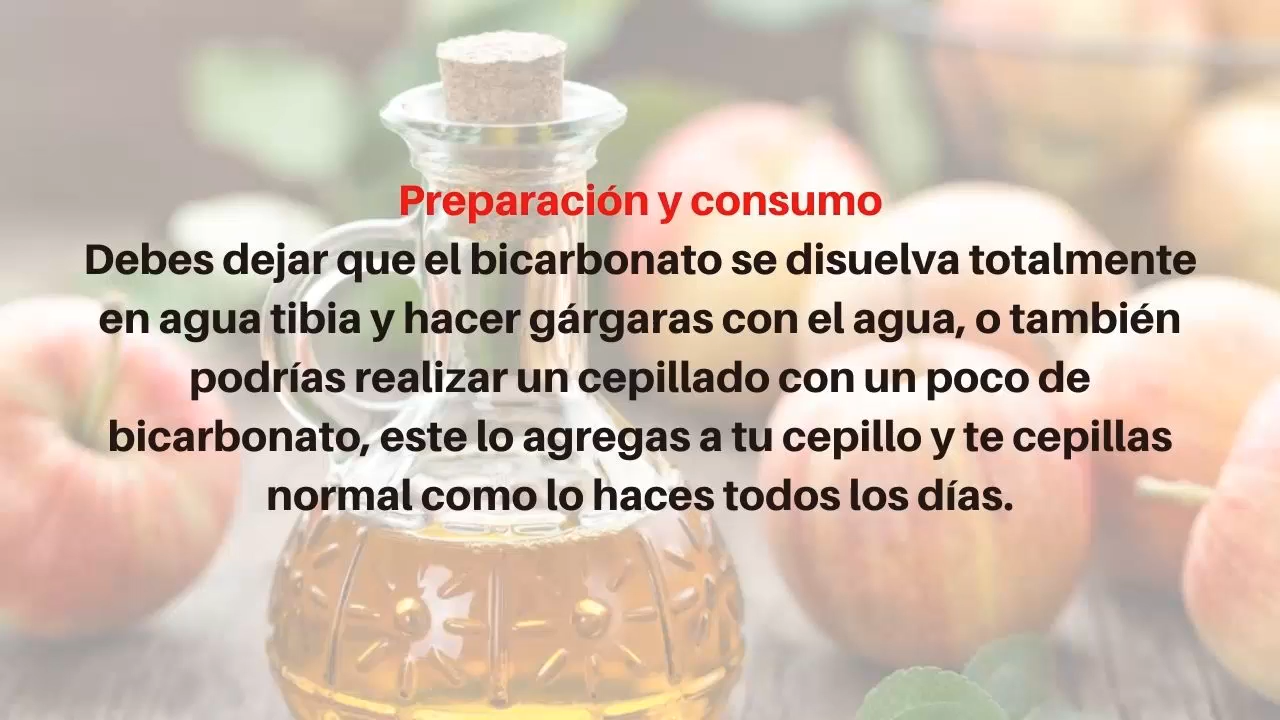 Preparación y consumo
Debes dejar que el bicarbonato se disuelva totalmente
en agua tibia y hacer gárgaras con el agua, o también
podrías realizar un cepillado con un poco de
bicarbonato, este lo agregas a tu cepillo y te cepillas
normal como lo haces todos los días.